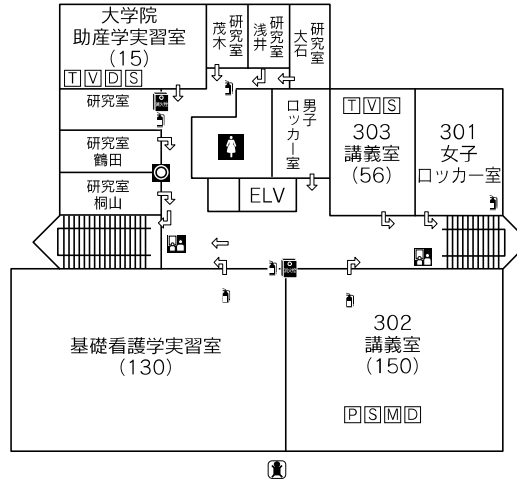 大学院
助産学実習室
(15)
T V D S
研究室
茂木
研究室
浅井
研究室
大石
研究室
研究室
鶴田
研究室
桐山
男子
ロッカー室
ELV
T V S
303
講義室
(56)
301
女子
ロッカー室
基礎看護学実習室
(130)
302
講義室
(150)
P S M D